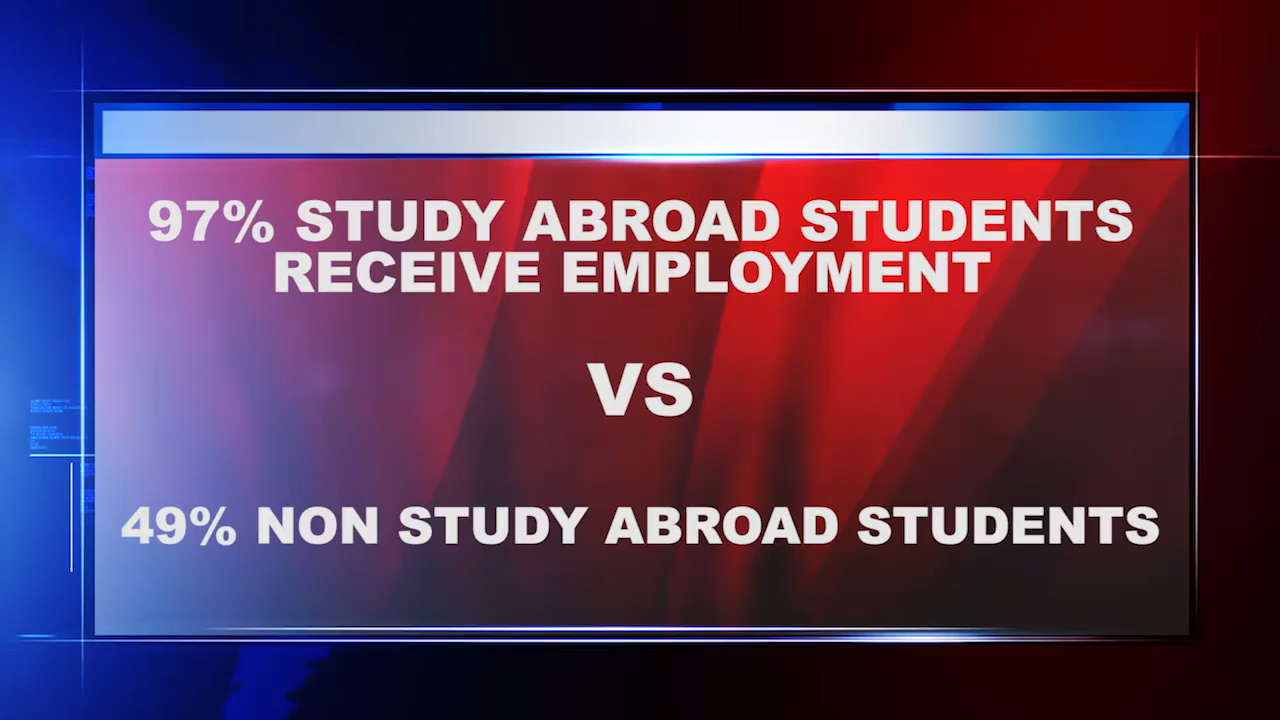 97% STUDY ABROAD STUDENTS
RECEIVE EMPLOYMENT
VS
49% NON STUDY ABROAD STUDENTS